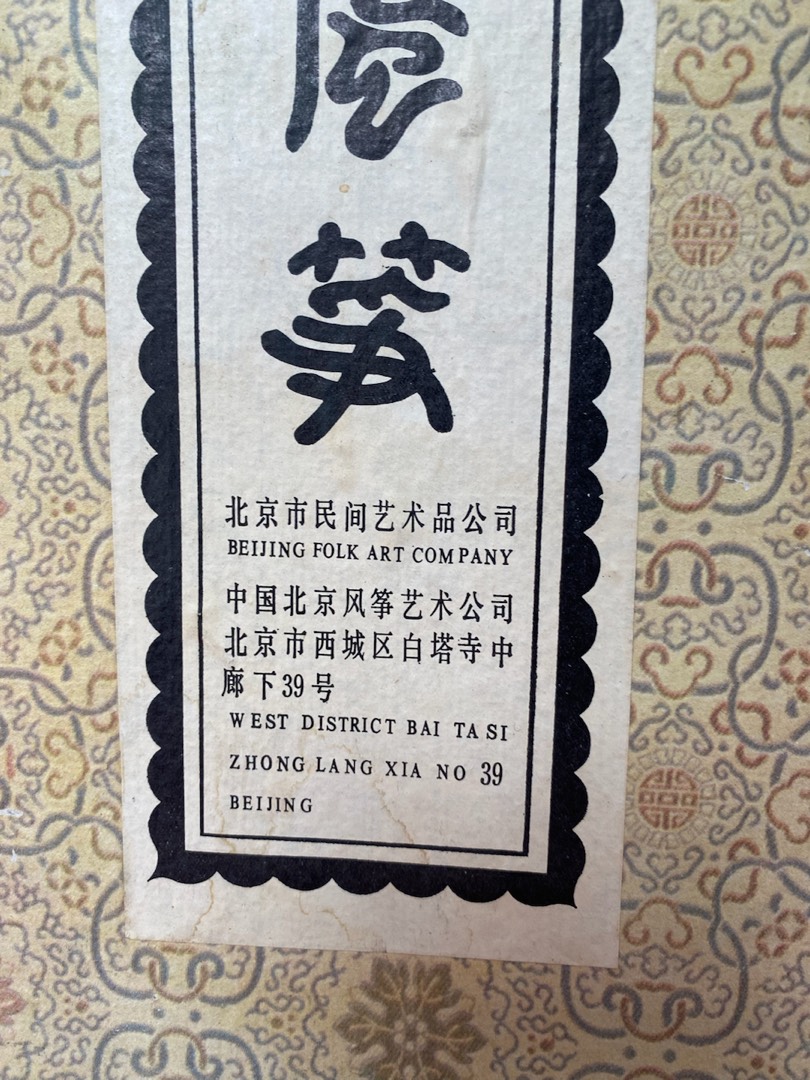 风
筝
北京市民间艺术品公司
BEIJING FOLK ART COMPANY
中国北京风筝艺术公司
北京市西城区白塔寺中
廊下39号
WEST DISTRICT BAI TA SI
ZHONG LANG XIA NO 39
BEIJING